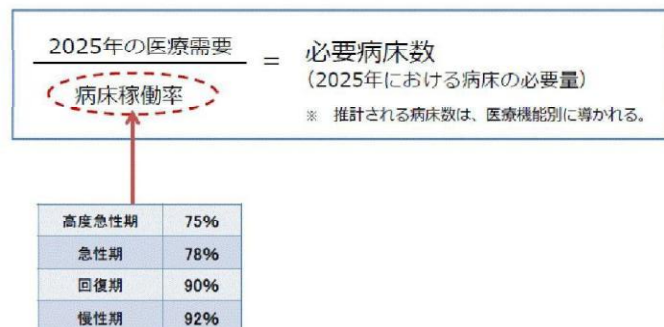 2025年の医療需要
病床稼働率
=
必要病床数
(2025年における病床の必要量)
※ 推計される病床数は、医療機能別に導かれる。
高度急性期 75%
急性期 78%
回復期 90%
慢性期 92%